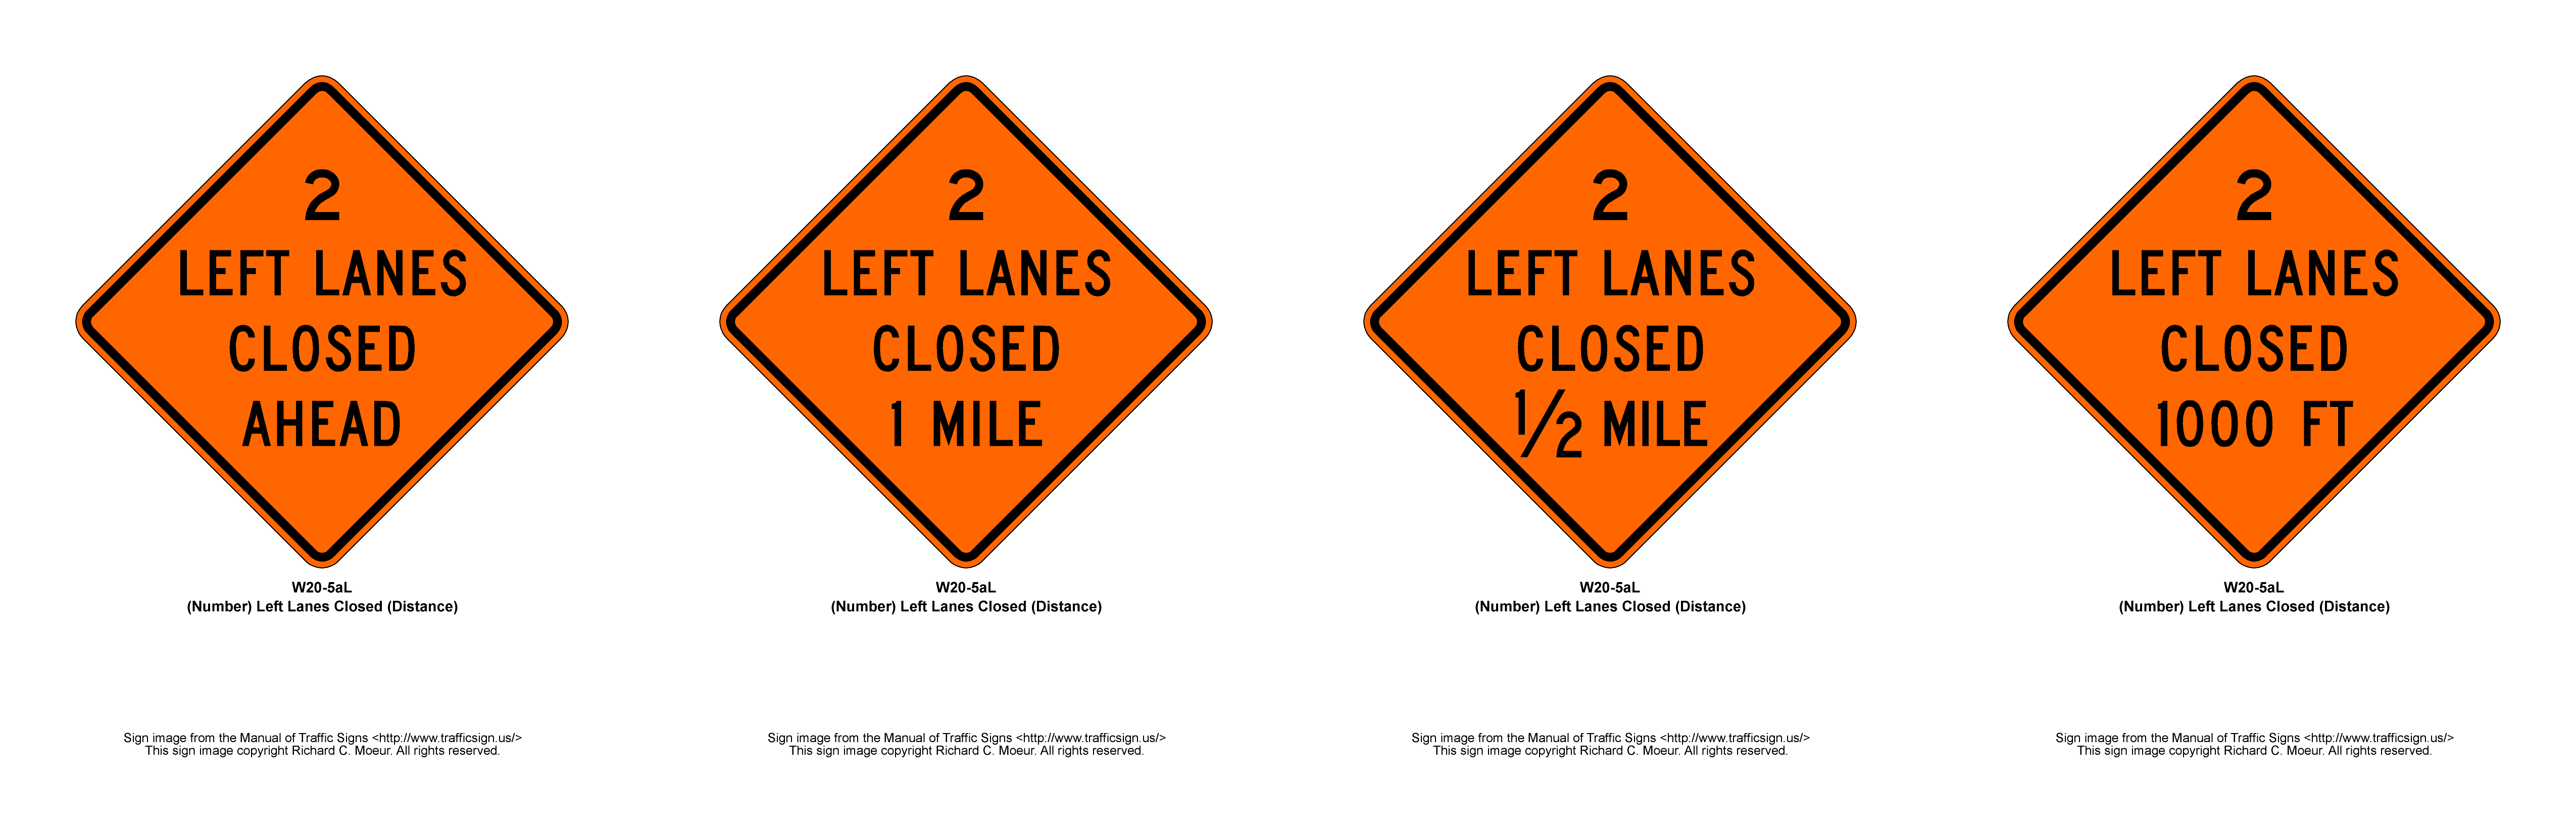 2
LEFT LANES
CLOSED
AHEAD
W20-5aL
(Number) Left Lanes Closed (Distance)
Sign image from the Manual of Traffic Signs <http://www.trafficsign.us/>
This sign image copyright Richard C. Moeur. All rights reserved.
2
LEFT LANES
CLOSED
1 MILE
W20-5aL
(Number) Left Lanes Closed (Distance)
Sign image from the Manual of Traffic Signs <http://www.trafficsign.us/>
This sign image copyright Richard C. Moeur. All rights reserved.
2
LEFT LANES
CLOSED
1/2 MILE
W20-5aL
(Number) Left Lanes Closed (Distance)
Sign image from the Manual of Traffic Signs <http://www.trafficsign.us/>
This sign image copyright Richard C. Moeur. All rights reserved.
2
LEFT LANES
CLOSED
1000 FT
W20-5aL
(Number) Left Lanes Closed (Distance)
Sign image from the Manual of Traffic Signs <http://www.trafficsign.us/>
This sign image copyright Richard C. Moeur. All rights reserved.